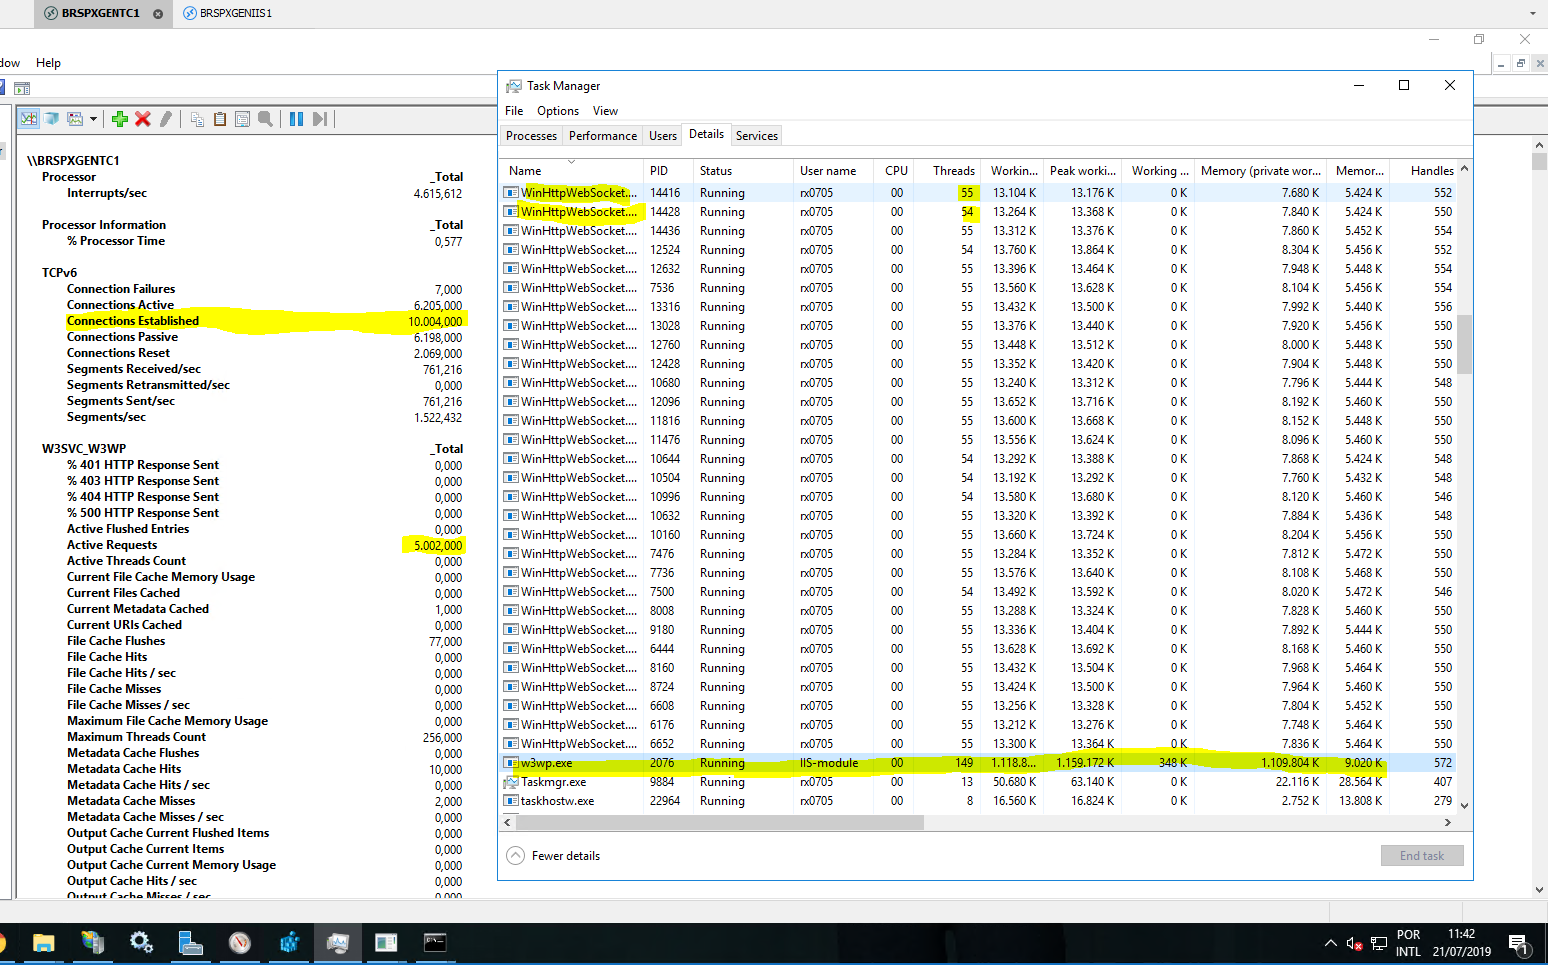 BRSPXGENTC1
BRSPXGENIIS1
dow Help
\\BRSPXGENTC1
Processor _Total
Interrupts/sec 4.615,612
Processor Information _Total
% Processor Time 0,577
TCPv6
Connection Failures 7,000
Connections Active 6.205,000
Connections Established 10.004,000
Connections Passive 6.198,000
Connections Reset 2.069,000
Segments Received/sec 761,216
Segments Retransmitted/sec 0,000
Segments Sent/sec 761,216
Segments/sec 1.522,432
W3SVC_W3WP _Total
% 401 HTTP Response Sent 0,000
% 403 HTTP Response Sent 0,000
% 404 HTTP Response Sent 0,000
% 500 HTTP Response Sent 0,000
Active Flushed Entries 0,000
Active Requests 5.002,000
Active Threads Count 0,000
Current File Cache Memory Usage 0,000
Current Files Cached 0,000
Current Metadata Cached 1,000
Current URIs Cached 0,000
File Cache Flushes 77,000
File Cache Hits 0,000
File Cache Hits / sec 0,000
File Cache Misses 0,000
File Cache Misses / sec 0,000
Maximum File Cache Memory Usage 0,000
Maximum Threads Count 256,000
Metadata Cache Flushes 0,000
Metadata Cache Hits 10,000
Metadata Cache Hits / sec 0,000
Metadata Cache Misses 2,000
Metadata Cache Misses / sec 0,000
Output Cache Current Flushed Items 0,000
Output Cache Current Items 0,000
Output Cache Current Memory Usage 0,000
Output Cache Hits / sec 0,000
Output Cache Misses / sec 0,000
Task Manager
File Options View
Processes Performance Users Details Services
Name PID Status User name CPU Threads Workin... Peak worki... Working ... Memory (private wor... Memor... Handles
WinHttpWebSocket.... 14416 Running rx0705 00 55 13.104 K 13.176 K 0 K 7.680 K 5.424 K 552
WinHttpWebSocket.... 14428 Running rx0705 00 54 13.264 K 13.368 K 0 K 7.840 K 5.424 K 550
WinHttpWebSocket.... 14436 Running rx0705 00 55 13.312 K 13.376 K 0 K 7.860 K 5.452 K 554
WinHttpWebSocket.... 12524 Running rx0705 00 54 13.760 K 13.864 K 0 K 8.304 K 5.456 K 552
WinHttpWebSocket.... 12632 Running rx0705 00 55 13.396 K 13.464 K 0 K 7.948 K 5.448 K 554
WinHttpWebSocket.... 7536 Running rx0705 00 55 13.560 K 13.628 K 0 K 8.104 K 5.456 K 554
WinHttpWebSocket.... 13316 Running rx0705 00 55 13.432 K 13.500 K 0 K 7.992 K 5.440 K 556
WinHttpWebSocket.... 13028 Running rx0705 00 55 13.376 K 13.440 K 0 K 7.920 K 5.456 K 550
WinHttpWebSocket.... 12760 Running rx0705 00 55 13.448 K 13.512 K 0 K 8.000 K 5.448 K 550
WinHttpWebSocket.... 12428 Running rx0705 00 55 13.352 K 13.420 K 0 K 7.904 K 5.448 K 550
WinHttpWebSocket.... 10680 Running rx0705 00 55 13.240 K 13.312 K 0 K 7.796 K 5.444 K 548
WinHttpWebSocket.... 12096 Running rx0705 00 55 13.652 K 13.716 K 0 K 8.192 K 5.460 K 550
WinHttpWebSocket.... 11816 Running rx0705 00 55 13.600 K 13.668 K 0 K 8.152 K 5.448 K 550
WinHttpWebSocket.... 11476 Running rx0705 00 55 13.556 K 13.624 K 0 K 8.096 K 5.460 K 550
WinHttpWebSocket.... 10644 Running rx0705 00 54 13.292 K 13.388 K 0 K 7.868 K 5.424 K 548
WinHttpWebSocket.... 10504 Running rx0705 00 54 13.192 K 13.292 K 0 K 7.760 K 5.432 K 548
WinHttpWebSocket.... 10996 Running rx0705 00 54 13.580 K 13.680 K 0 K 8.120 K 5.460 K 546
WinHttpWebSocket.... 10632 Running rx0705 00 55 13.320 K 13.392 K 0 K 7.884 K 5.436 K 548
WinHttpWebSocket.... 10160 Running rx0705 00 55 13.660 K 13.724 K 0 K 8.204 K 5.456 K 550
WinHttpWebSocket.... 7476 Running rx0705 00 55 13.284 K 13.352 K 0 K 7.812 K 5.472 K 550
WinHttpWebSocket.... 7736 Running rx0705 00 55 13.576 K 13.640 K 0 K 8.108 K 5.468 K 550
WinHttpWebSocket.... 7500 Running rx0705 00 54 13.492 K 13.592 K 0 K 8.020 K 5.472 K 546
WinHttpWebSocket.... 8008 Running rx0705 00 55 13.288 K 13.324 K 0 K 7.828 K 5.460 K 550
WinHttpWebSocket.... 9180 Running rx0705 00 55 13.336 K 13.404 K 0 K 7.892 K 5.444 K 550
WinHttpWebSocket.... 6444 Running rx0705 00 55 13.628 K 13.692 K 0 K 8.168 K 5.460 K 550
WinHttpWebSocket.... 8160 Running rx0705 00 55 13.432 K 13.504 K 0 K 7.968 K 5.464 K 550
WinHttpWebSocket.... 8724 Running rx0705 00 55 13.424 K 13.500 K 0 K 7.964 K 5.460 K 550
WinHttpWebSocket.... 6608 Running rx0705 00 55 13.256 K 13.328 K 0 K 7.804 K 5.452 K 550
WinHttpWebSocket.... 6176 Running rx0705 00 55 13.212 K 13.276 K 0 K 7.748 K 5.464 K 550
WinHttpWebSocket.... 6652 Running rx0705 00 55 13.300 K 13.364 K 0 K 7.836 K 5.464 K 550
w3wp.exe 2076 Running IIS-module 00 149 1.118.8... 1.159.172 K 348 K 1.109.804 K 9.020 K 572
Taskmgr.exe 9884 Running rx0705 00 13 50.680 K 63.140 K 0 K 22.116 K 28.564 K 407
taskhostw.exe 22964 Running rx0705 00 8 16.560 K 16.824 K 0 K 2.752 K 13.808 K 279
Fewer details
End task
POR
INTL
11:42
21/07/2019
1